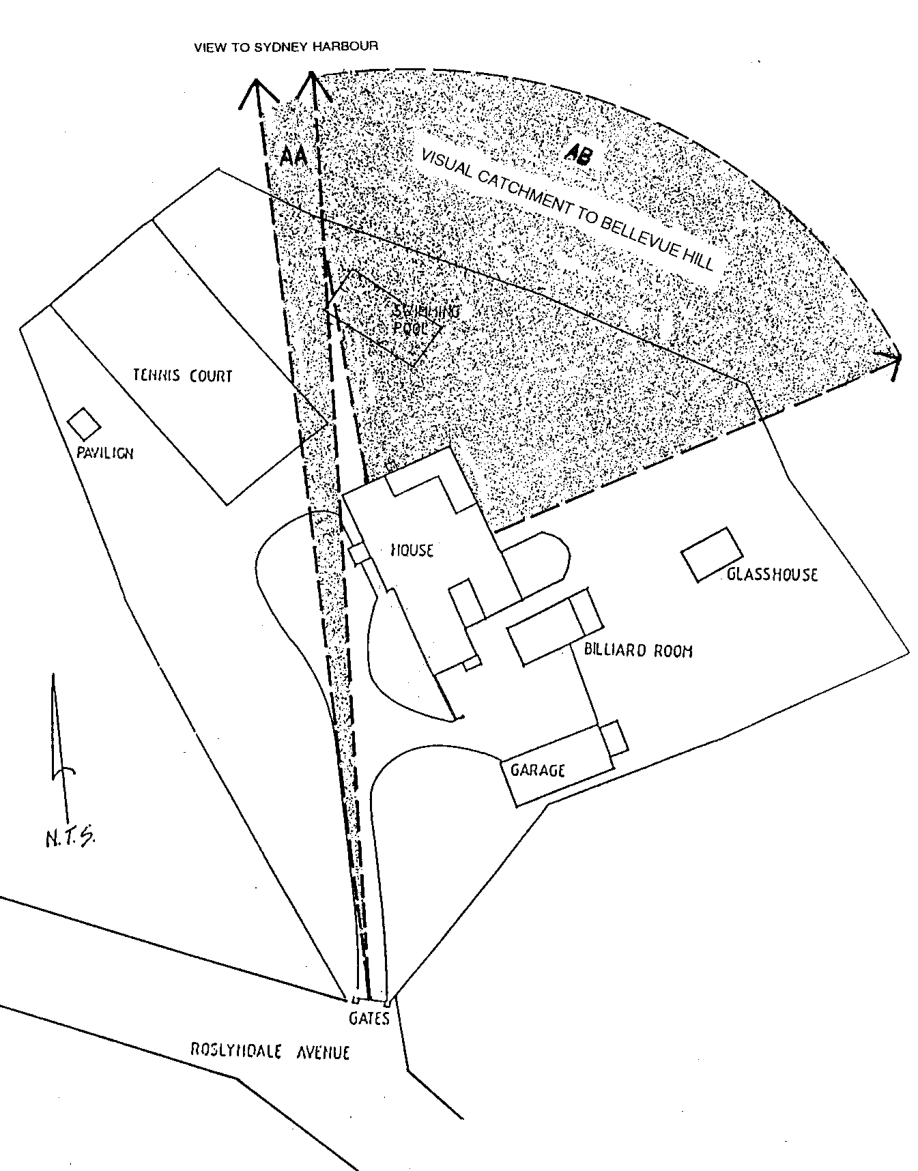 VIEW TO SYDNEY HARBOUR
AA
AB
VISUAL CATCHMENT TO BELLEVUE HILL
SWIMMING
POOL
TENNIS COURT
PAVILIGN
HOUSE
GLASSHOUSE
BILLIARD ROOM
GARAGE
N.T.S.
GATES
ROSLYNDALE AVENUE